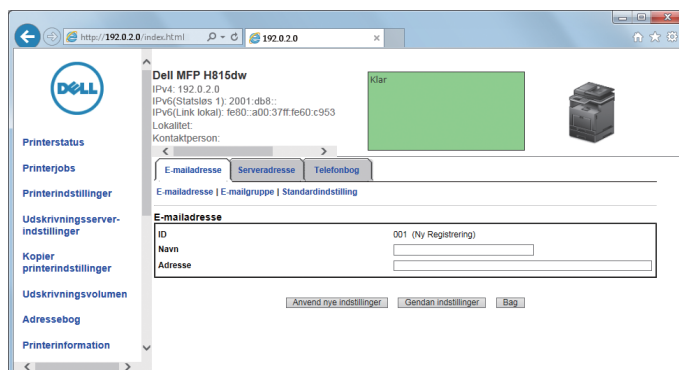 http://192.0.2.0/index.html
192.0.2.0
DELL
Dell MFP H815dw
IPv4: 192.0.2.0
IPv6(Statsløs 1): 2001:db8::
IPv6(Link lokal): fe80::a00:37ff:fe60:c953
Lokalitet:
Kontaktperson:
Klar
Printerstatus
Printerjobs
Printerindstillinger
Udskrivningsserver-
indstillinger
Kopier
printerindstillinger
Udskrivningsvolumen
Adressebog
Printerinformation
E-mailadresse Serveradresse Telefonbog
E-mailadresse | E-mailgruppe | Standardindstilling
E-mailadresse
ID 001 (Ny Registrering)
Navn
Adresse
Anvend nye indstillinger Gendan indstillinger Bag